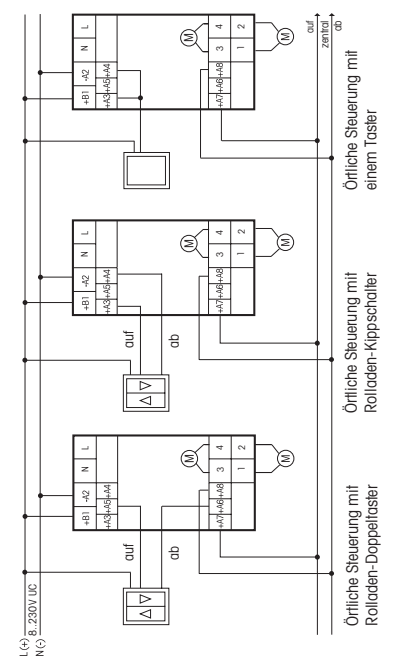 L(+)
8..230V UC
N(-)
+B1 -A2 N L
+A3+A5+A4
auf
ab
M
+A7+A6+A8 3 4
1 2
M
Örtliche Steuerung mit
Rolladen-Doppeltaster
+B1 -A2 N L
+A3+A5+A4
auf
ab
M
+A7+A6+A8 3 4
1 2
M
Örtliche Steuerung mit
Rolladen-Kippschalter
+B1 -A2 N L
+A3+A5+A4
M
+A7+A6+A8 3 4
1 2
M
Örtliche Steuerung mit
einem Taster
auf
zentral
ab